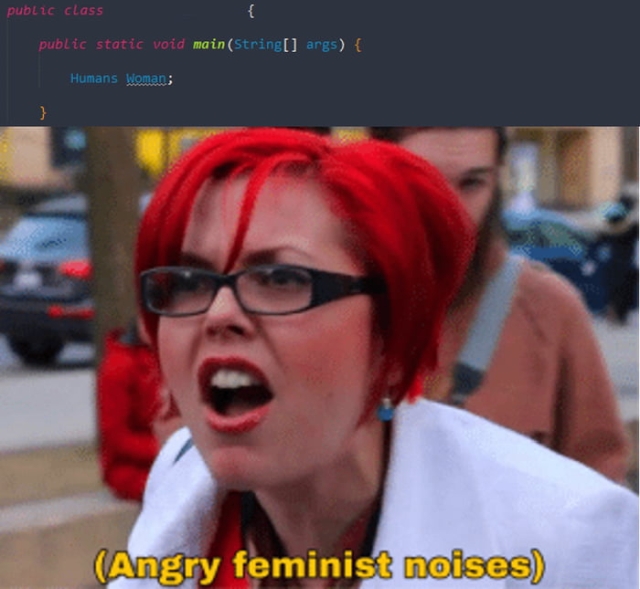 public class {
public static void main(String[] args) {
Humans Woman;
}
(Angry feminist noises)